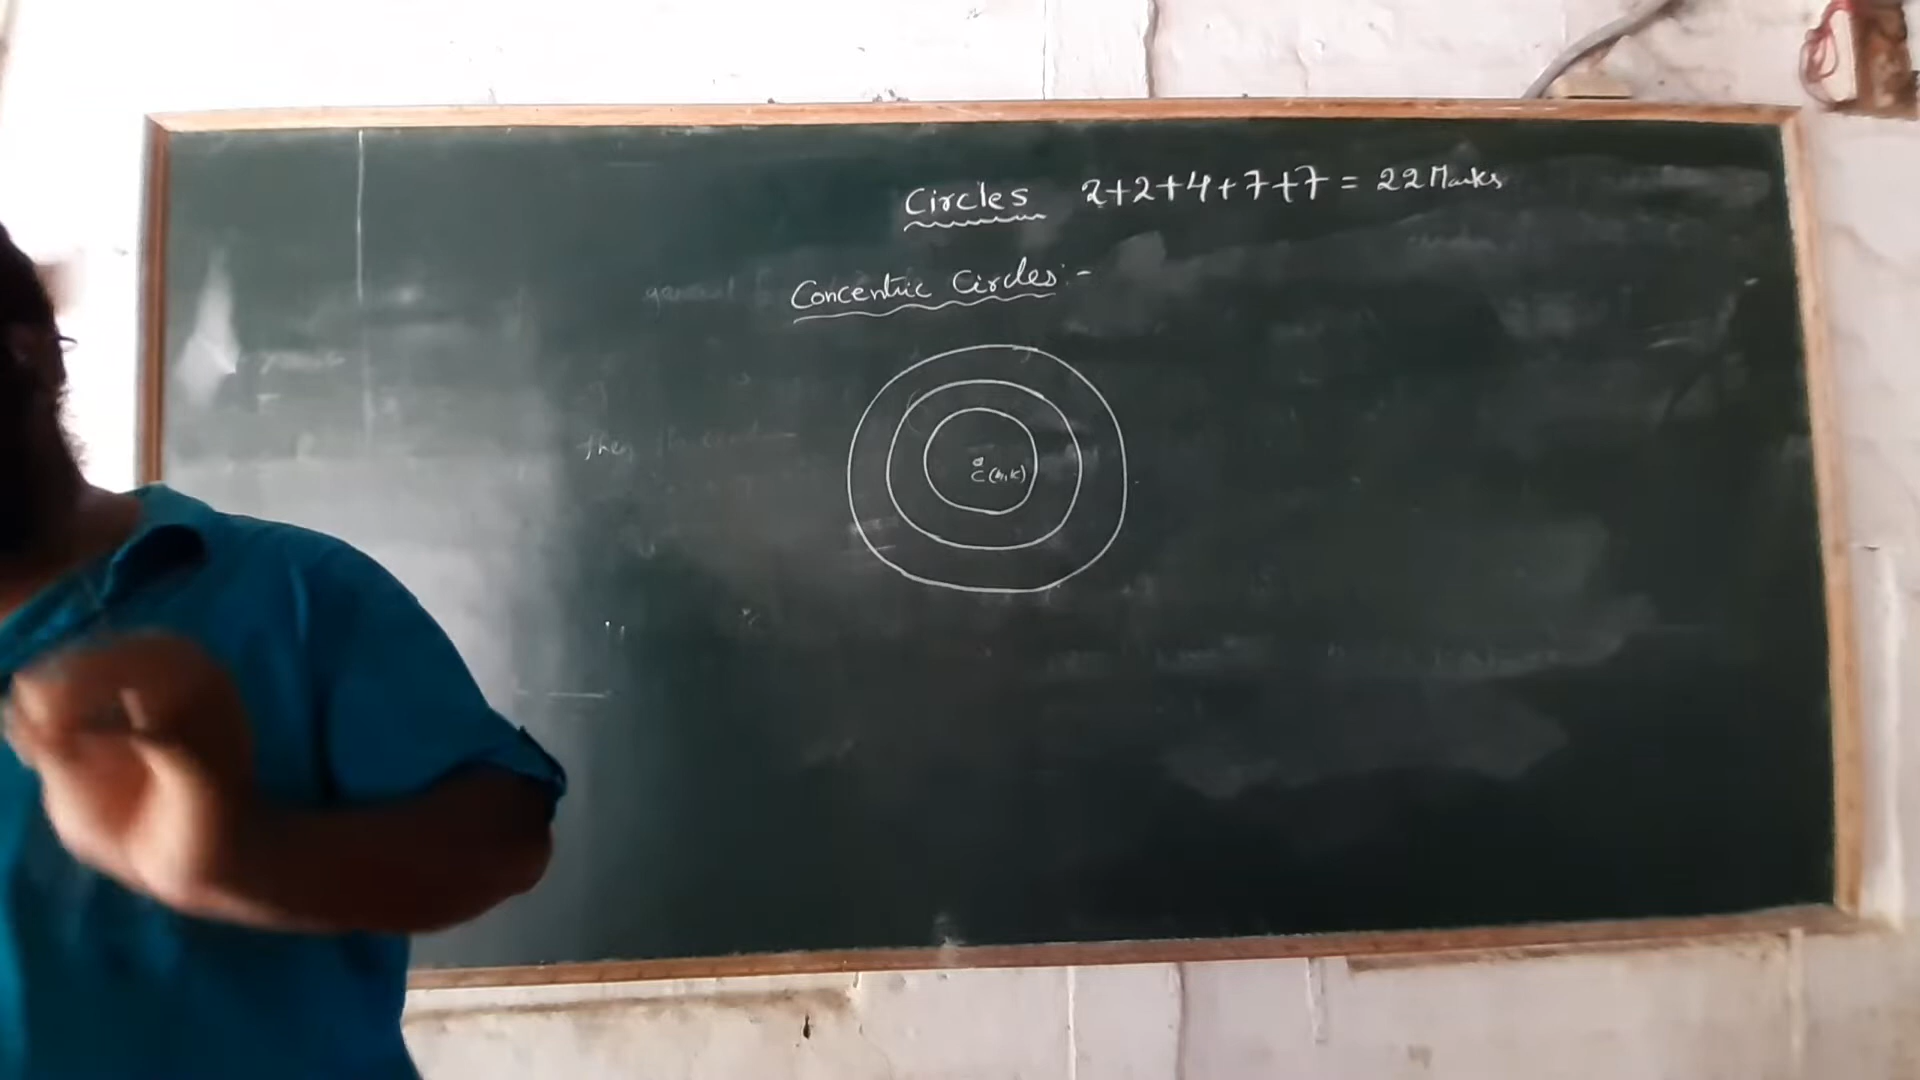 Circles 2+2+4+7+7 = 22 Marks
Concentric Circles:-
C(h,k)